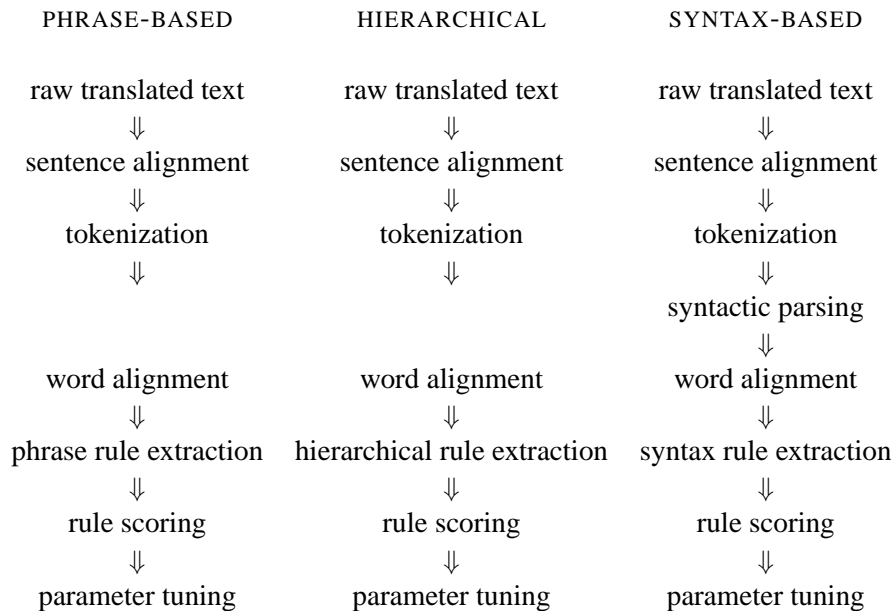 PHRASE-BASED HIERARCHICAL SYNTAX-BASED
raw translated text raw translated text raw translated text
⇓ ⇓ ⇓
sentence alignment sentence alignment sentence alignment
⇓ ⇓ ⇓
tokenization tokenization tokenization
⇓ ⇓ ⇓
syntactic parsing
⇓
word alignment word alignment word alignment
⇓ ⇓ ⇓
phrase rule extraction hierarchical rule extraction syntax rule extraction
⇓ ⇓ ⇓
rule scoring rule scoring rule scoring
⇓ ⇓ ⇓
parameter tuning parameter tuning parameter tuning